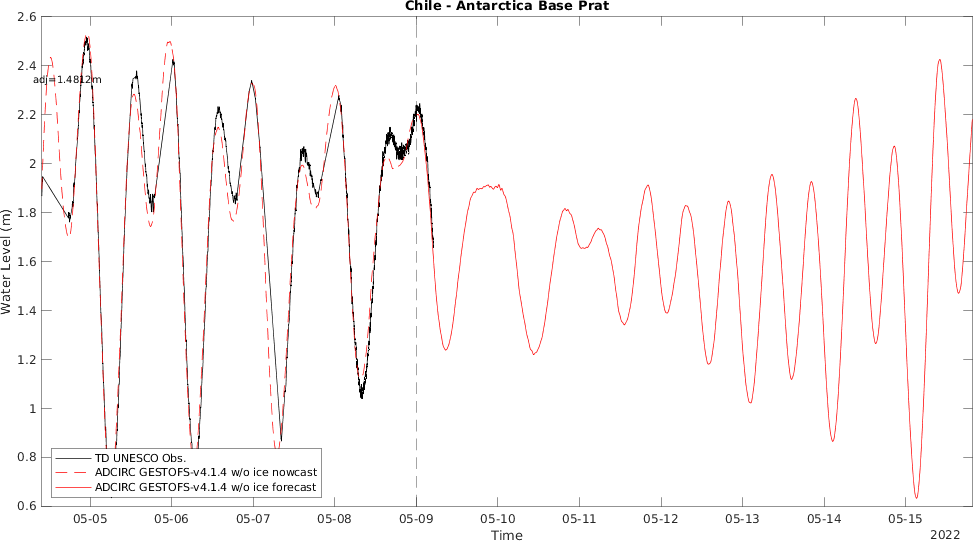 Chile - Antarctica Base Prat
2.6
2.4
adj=1.4812m
2.2
2
1.8
1.6
1.4
1.2
1
0.8
0.6
Water Level (m)
TD UNESCO Obs.
ADCIRC GESTOFS-v4.1.4 w/o ice nowcast
ADCIRC GESTOFS-v4.1.4 w/o ice forecast
05-05 05-06 05-07 05-08 05-09 05-10 05-11 05-12 05-13 05-14 05-15
Time
2022